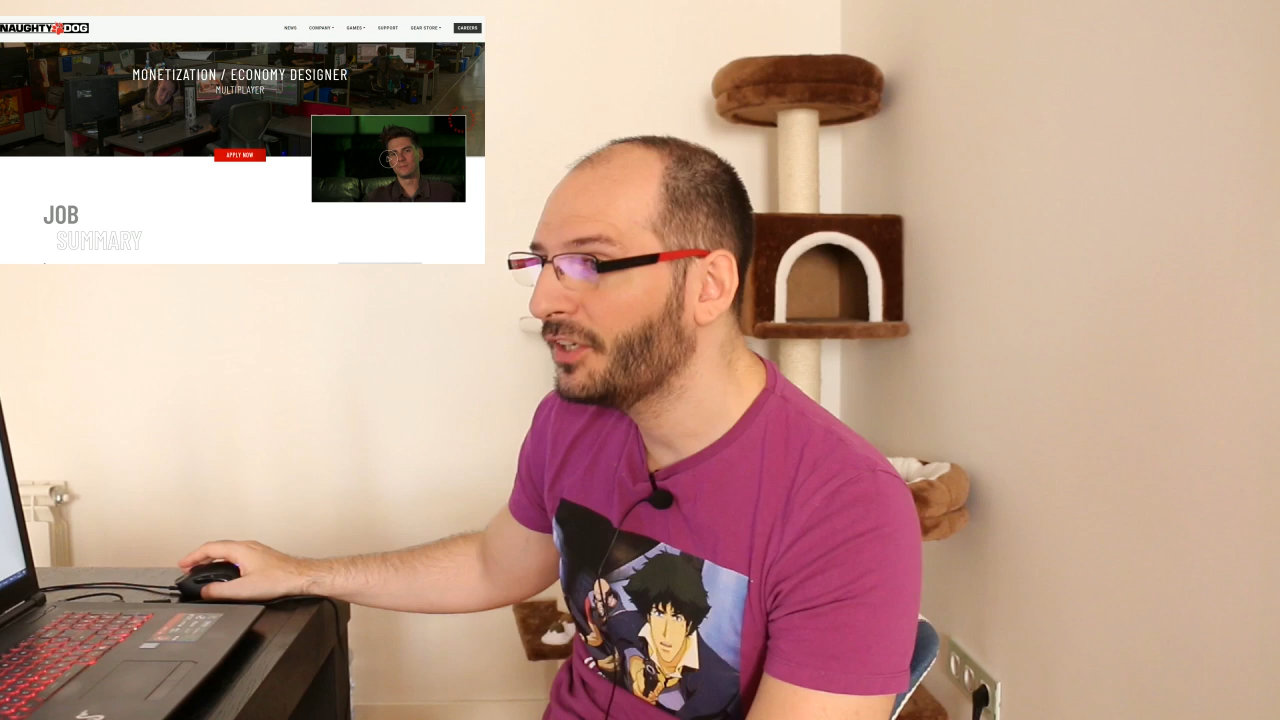 NAUGHTY DOG
NEWS COMPANY GAMES SUPPORT GEAR STORE CAREERS
MONETIZATION / ECONOMY DESIGNER
MULTIPLAYER
APPLY NOW
JOB
SUMMARY